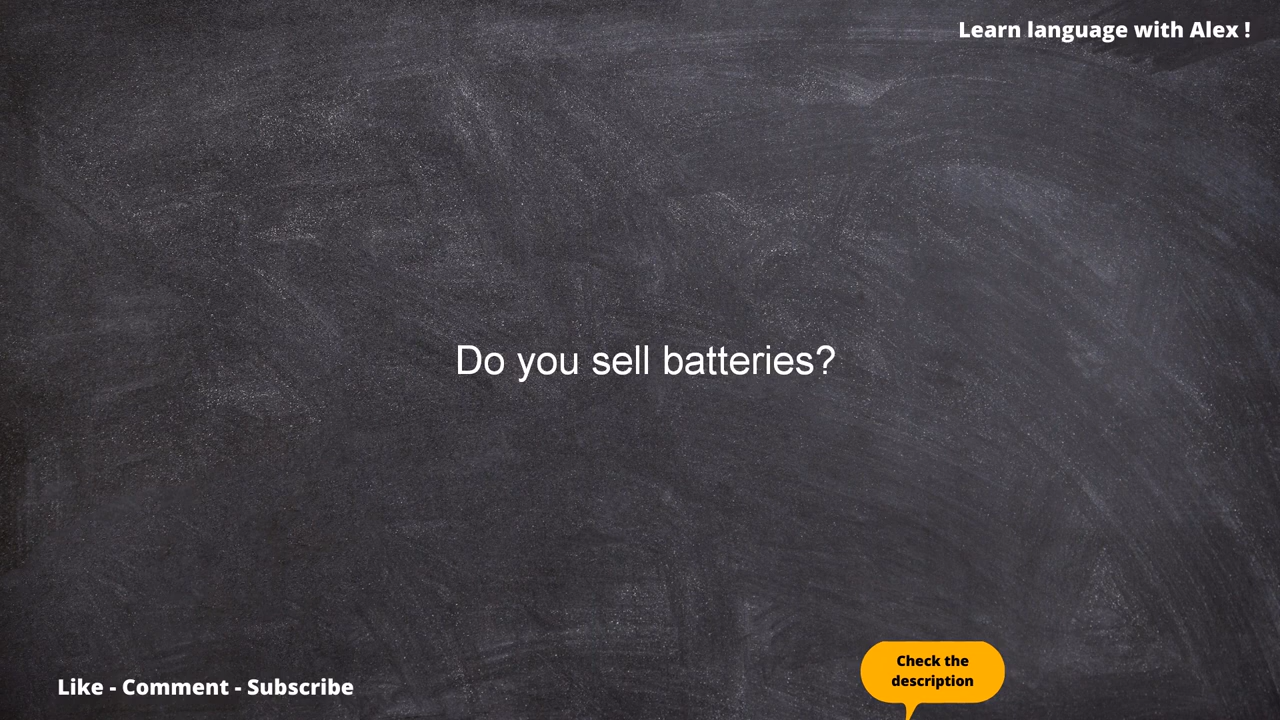 Learn language with Alex !
Do you sell batteries?
Check the
description
Like - Comment - Subscribe